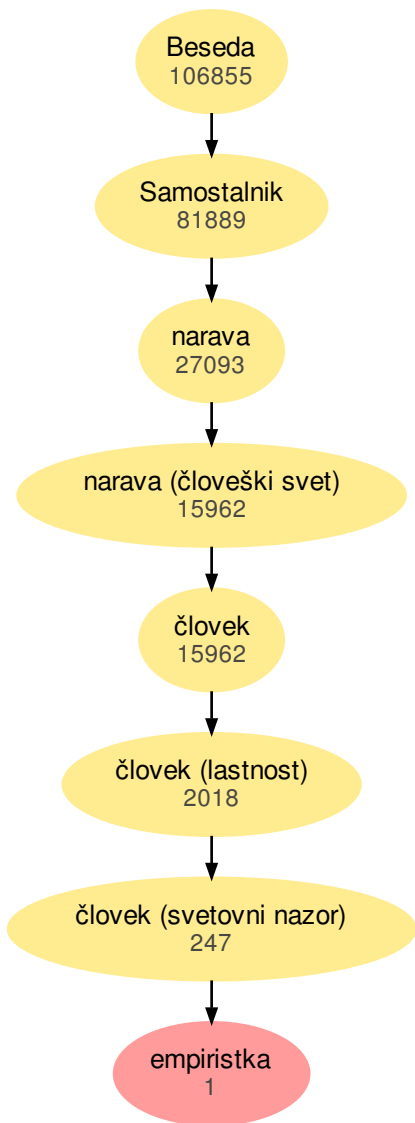 Beseda
106855
Samostalnik
81889
narava
27093
narava (človeški svet)
15962
človek
15962
človek (lastnost)
2018
človek (svetovni nazor)
247
empiristka
1